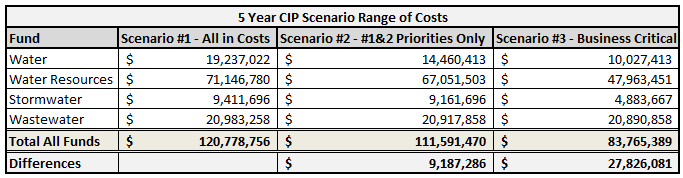 5 Year CIP Scenario Range of Costs
Fund Scenario #1 - All in Costs Scenario #2 - #1&2 Priorities Only Scenario #3 - Business Critical
Water $ 19,237,022 $ 14,460,413 $ 10,027,413
Water Resources $ 71,146,780 $ 67,051,503 $ 47,963,451
Stormwater $ 9,411,696 $ 9,161,696 $ 4,883,667
Wastewater $ 20,983,258 $ 20,917,858 $ 20,890,858
Total All Funds $ 120,778,756 $ 111,591,470 $ 83,765,389
Differences $ 9,187,286 $ 27,826,081